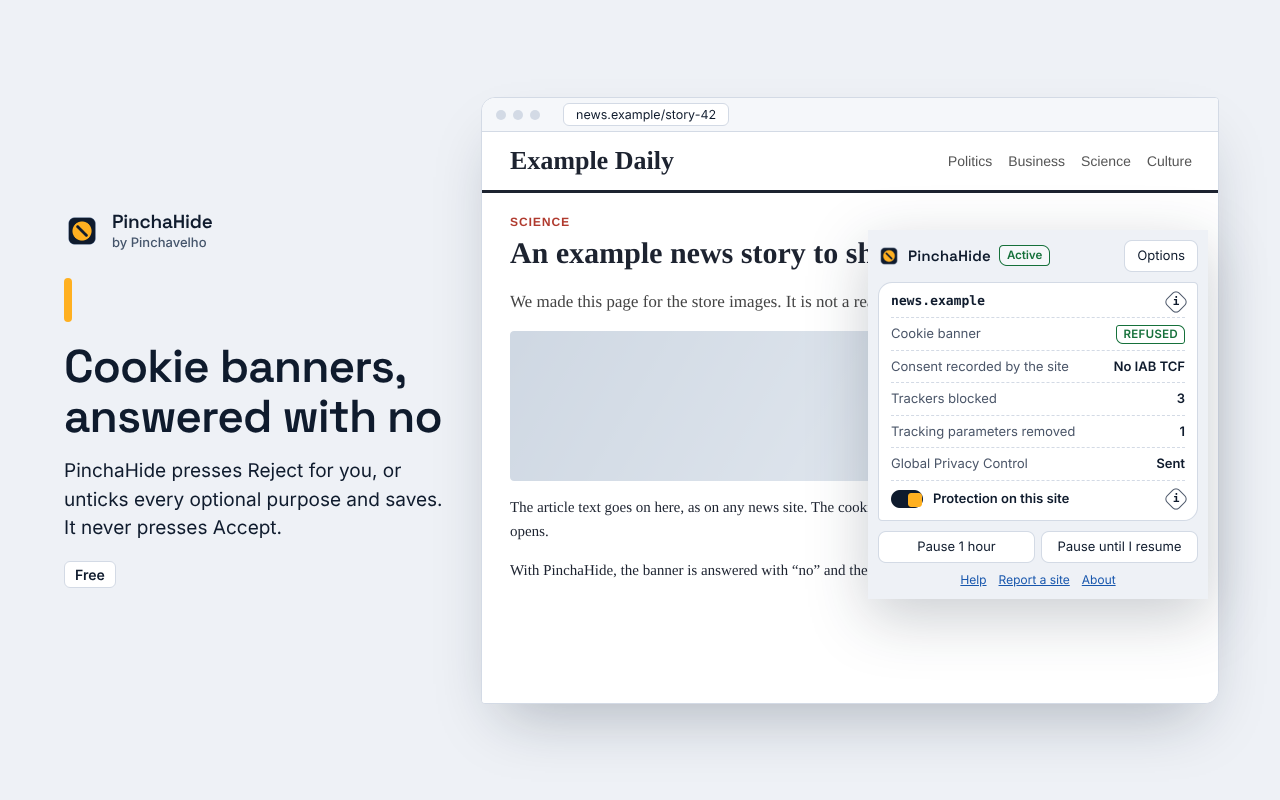 PinchaHide
by Pinchavelho
Cookie banners,
answered with no
PinchaHide presses Reject for you, or
unticks every optional purpose and saves.
It never presses Accept.
Free
news.example/story-42
Example Daily
Politics Business Science Culture
SCIENCE
An example news story to sh
We made this page for the store images. It is not a re
The article text goes on here, as on any news site. The cook
opens.
With PinchaHide, the banner is answered with “no” and the
PinchaHide Active Options
news.example i
Cookie banner REFUSED
Consent recorded by the site No IAB TCF
Trackers blocked 3
Tracking parameters removed 1
Global Privacy Control Sent
Protection on this site i
Pause 1 hour Pause until I resume
Help Report a site About